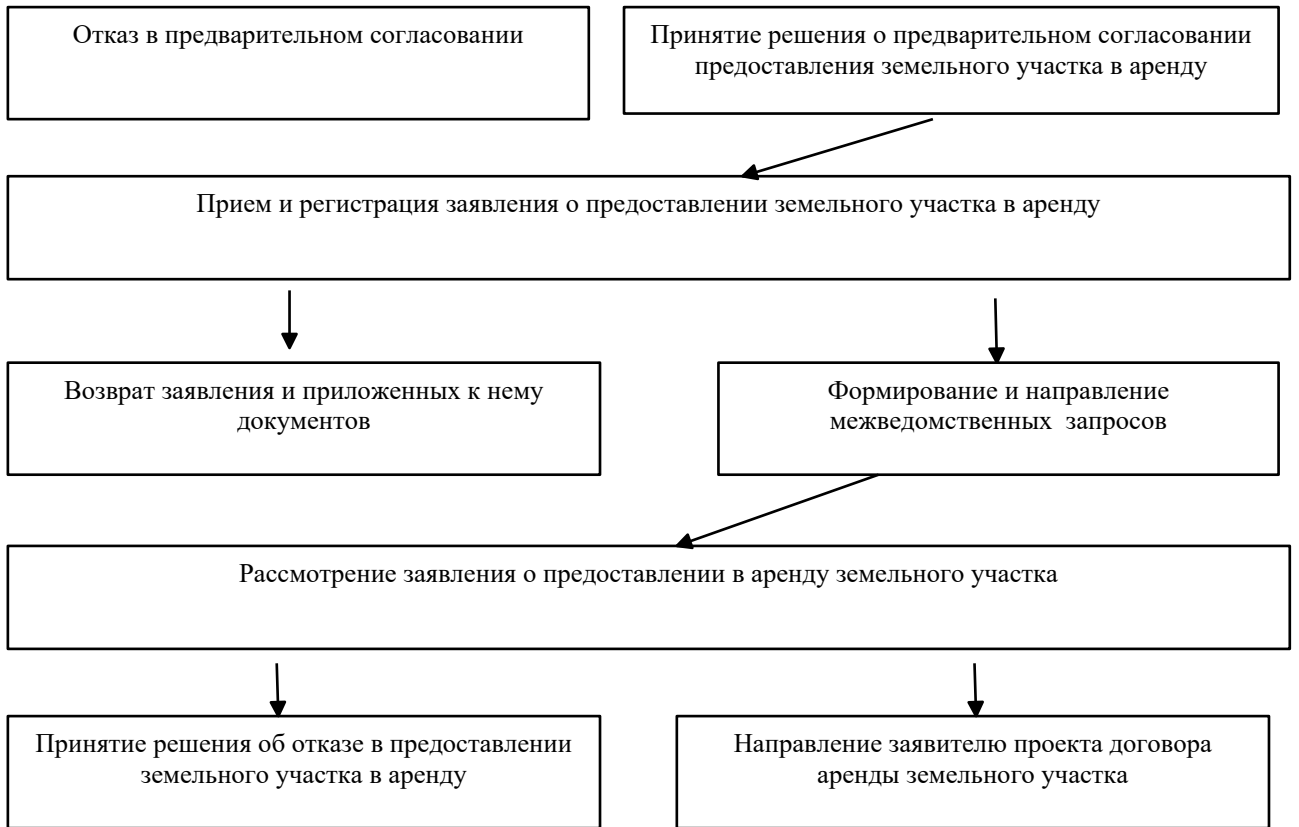 Отказ в предварительном согласовании
Принятие решения о предварительном согласовании
предоставления земельного участка в аренду
Прием и регистрация заявления о предоставлении земельного участка в аренду
Возврат заявления и приложенных к нему
документов
Формирование и направление
межведомственных запросов
Рассмотрение заявления о предоставлении в аренду земельного участка
Принятие решения об отказе в предоставлении
земельного участка в аренду
Направление заявителю проекта договора
аренды земельного участка